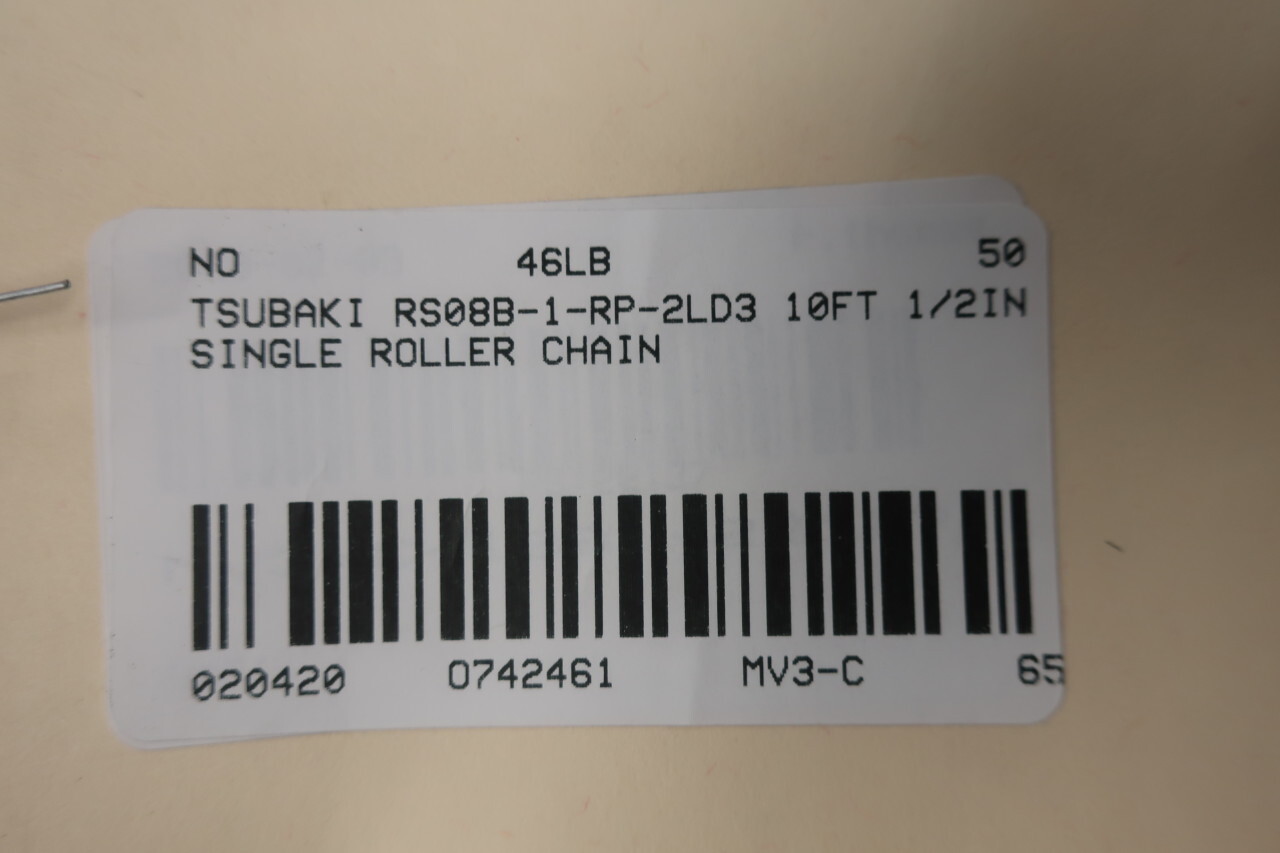 NO 46LB 50
TSUBAKI RS08B-1-RP-2LD3 10FT 1/2IN
SINGLE ROLLER CHAIN
020420 0742461 MV3-C 65